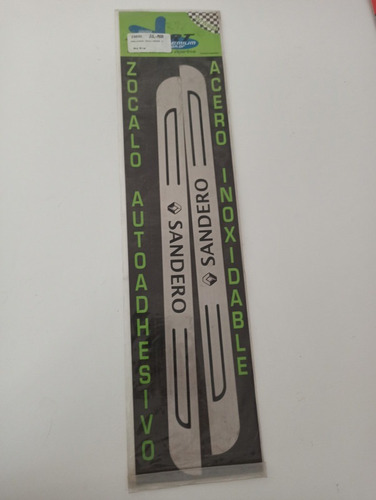 ZOCALO AUTOADHESIVO
SANDERO
SANDERO
ACERO INOXIDABLE